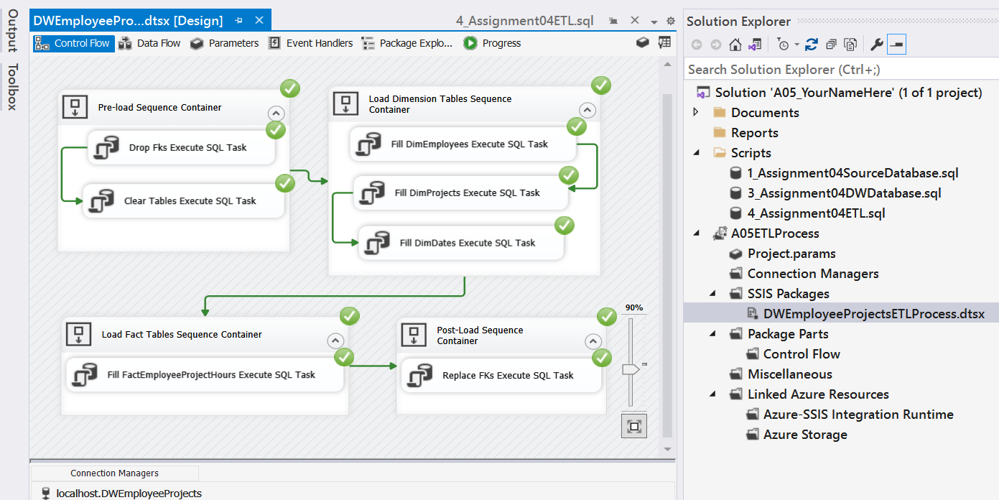 Output
Toolbox
DWEmployeePro...dtsx [Design]
4_Assignment04ETL.sql
Control Flow
Data Flow
Parameters
Event Handlers
Package Explo...
Progress
Pre-load Sequence Container
Drop Fks Execute SQL Task
Clear Tables Execute SQL Task
Load Dimension Tables Sequence
Container
Fill DimEmployees Execute SQL Task
Fill DimProjects Execute SQL Task
Fill DimDates Execute SQL Task
Load Fact Tables Sequence Container
Fill FactEmployeeProjectHours Execute SQL Task
Post-Load Sequence
Container
Replace FKs Execute SQL Task
90%
Connection Managers
localhost.DWEmployeeProjects
Solution Explorer
Search Solution Explorer (Ctrl+;)
Solution 'A05_YourNameHere' (1 of 1 project)
Documents
Reports
Scripts
1_Assignment04SourceDatabase.sql
3_Assignment04DWDatabase.sql
4_Assignment04ETL.sql
A05ETLProcess
Project.params
Connection Managers
SSIS Packages
DWEmployeeProjectsETLProcess.dtsx
Package Parts
Control Flow
Miscellaneous
Linked Azure Resources
Azure-SSIS Integration Runtime
Azure Storage